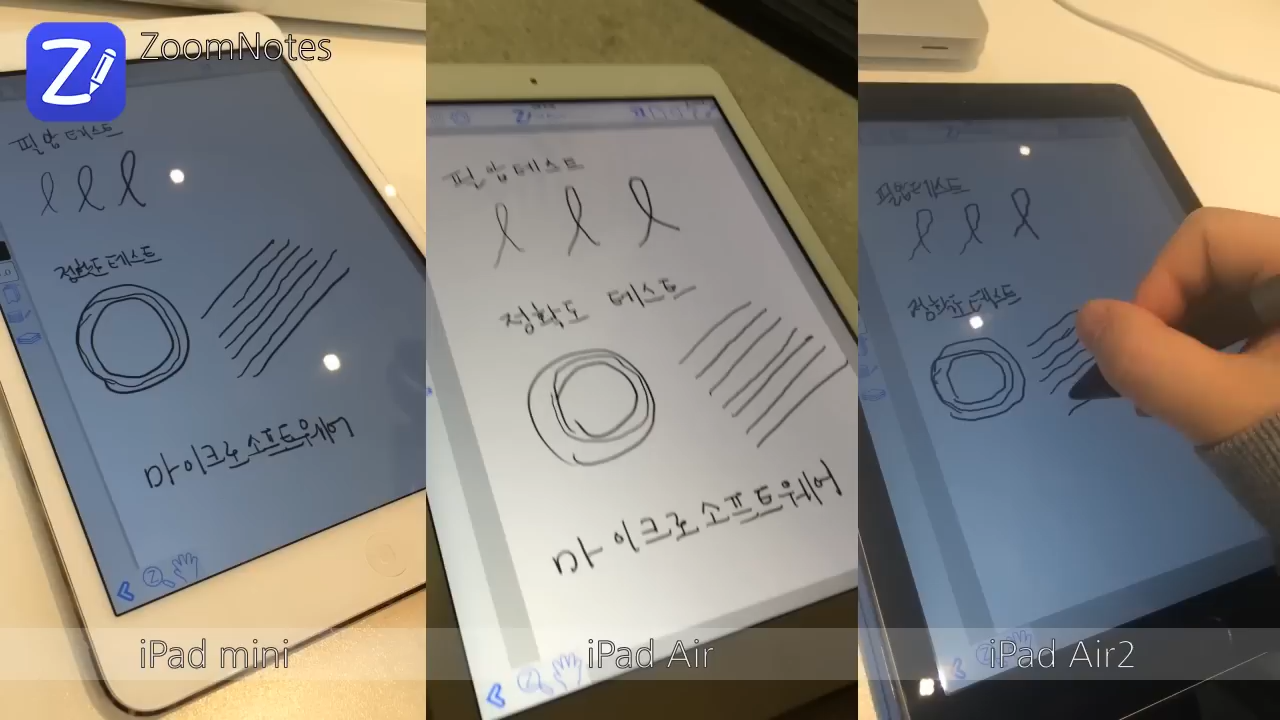 ZoomNotes
필압 테스트
정확도 테스트
마이크로소프트웨어
iPad mini
필압 테스트
정확도 테스트
마이크로소프트웨어
iPad Air
필압 테스트
정확도 테스트
iPad Air2